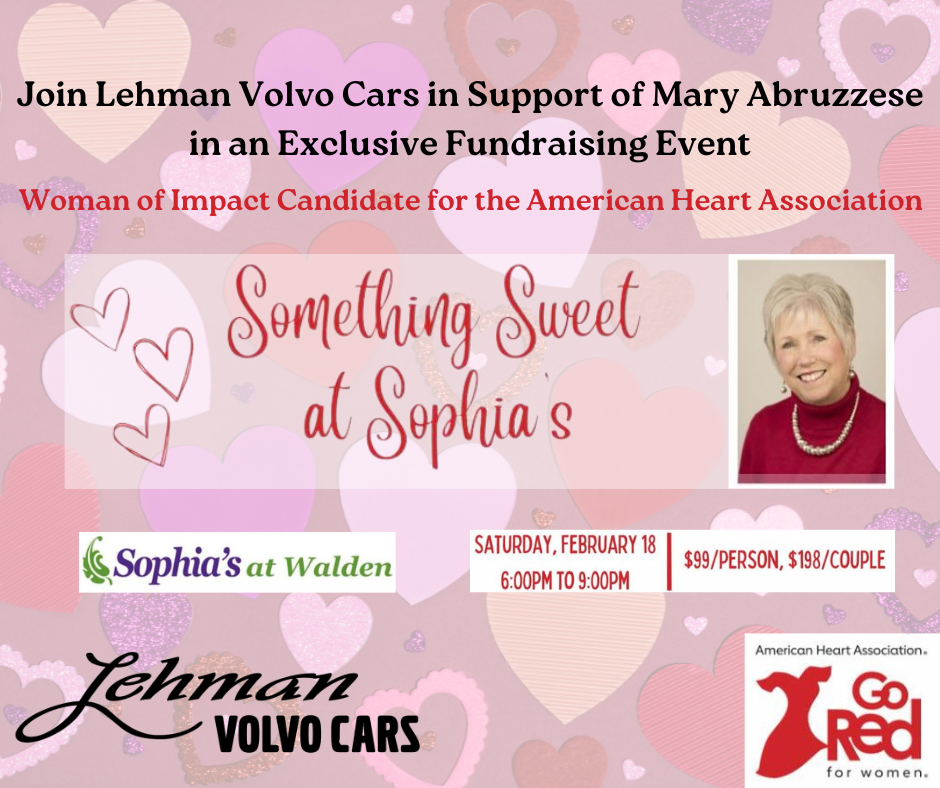 Join Lehman Volvo Cars in Support of Mary Abruzzese
in an Exclusive Fundraising Event
Woman of Impact Candidate for the American Heart Association
Something Sweet
at Sophia's
Sophia's at Walden
SATURDAY, FEBRUARY 18
6:00PM TO 9:00PM
$99/PERSON, $198/COUPLE
Lehman
VOLVO CARS
American Heart Association®
Go
Red
for women®